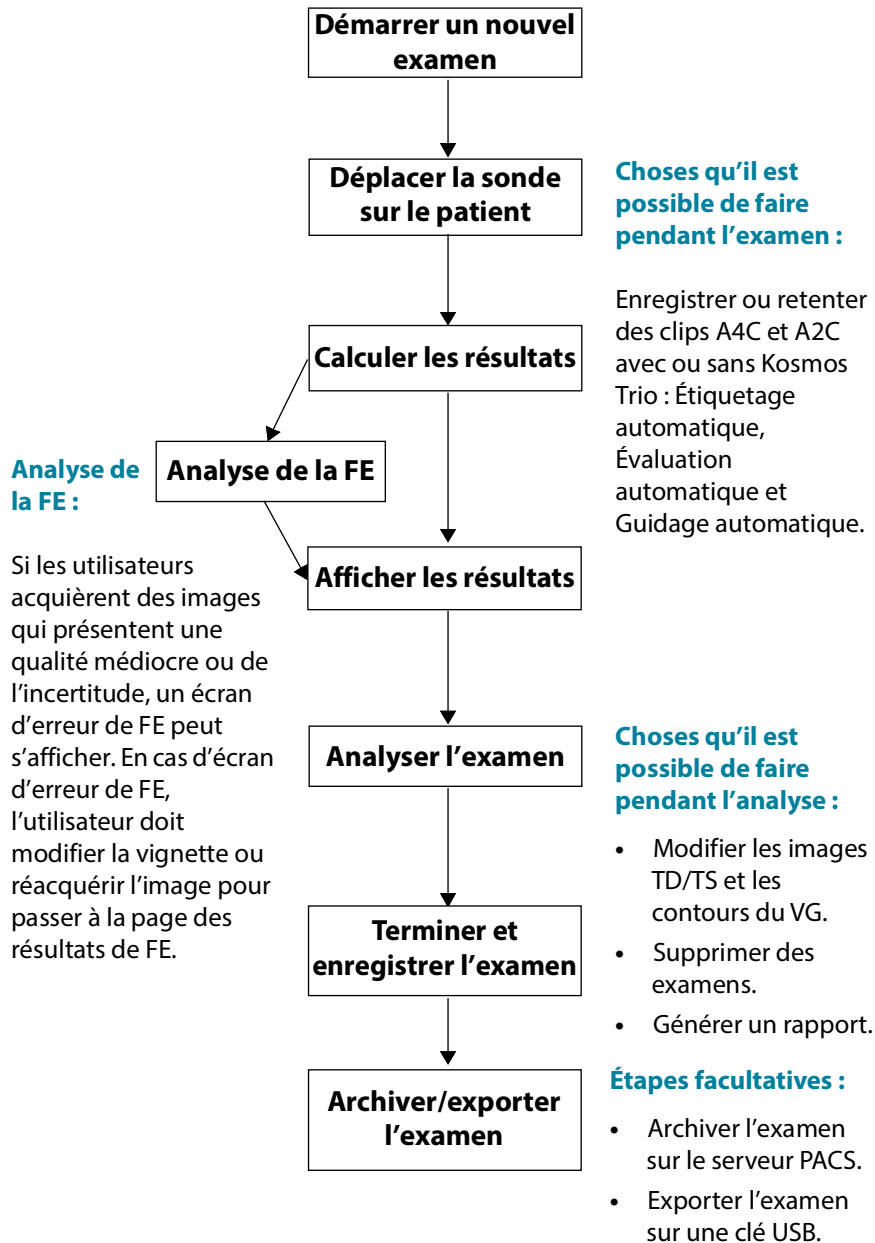 Démarrer un nouvel
examen
Déplacer la sonde
sur le patient
Choses qu’il est
possible de faire
pendant l’examen :
Enregistrer ou retenter
des clips A4C et A2C
avec ou sans Kosmos
Trio : Étiquetage
automatique,
Évaluation
automatique et
Guidage automatique.
Calculer les résultats
Analyse de la FE
Analyse de
la FE :
Si les utilisateurs
acquèrent des images
qui présentent une
qualité médiocre ou de
l’incertitude, un écran
d’erreur de FE peut
s’afficher. En cas d’écran
d’erreur de FE,
l’utilisateur doit
modifier la vignette ou
réacquérir l’image pour
passer à la page des
résultats de FE.
Afficher les résultats
Analyser l’examen
Choses qu’il est
possible de faire
pendant l’analyse :
• Modifier les images
TD/TS et les
contours du VG.
• Supprimer des
examens.
• Générer un rapport.
Terminer et
enregistrer l’examen
Archiver/exporter
l’examen
Étapes facultatives :
• Archiver l’examen
sur le serveur PACS.
• Exporter l’examen
sur une clé USB.